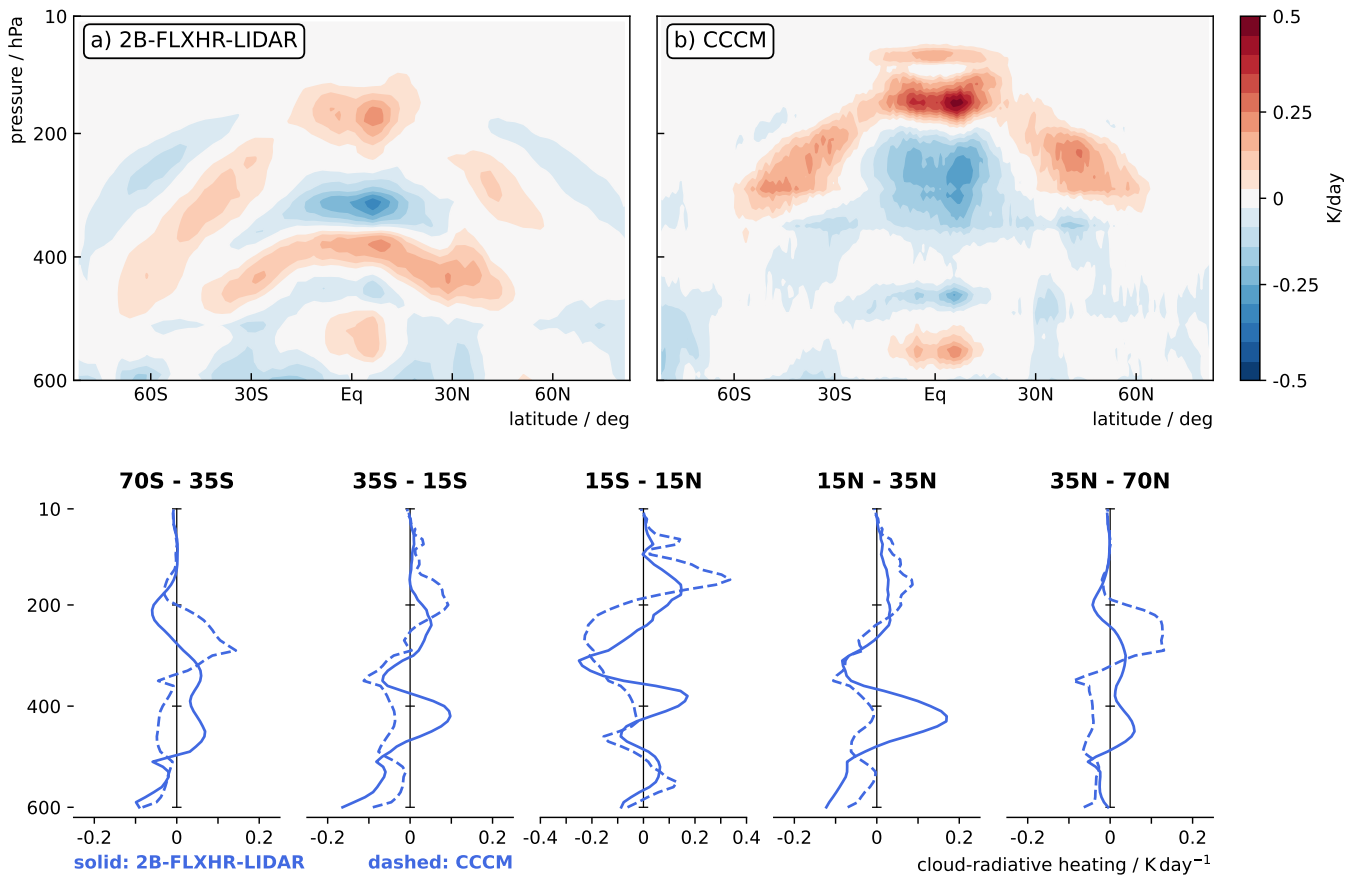 a) 2B-FLXHR-LIDAR
b) CCCM
pressure / hPa
10
200
400
600
60S 30S Eq 30N 60N
latitude / deg
60S 30S Eq 30N 60N
latitude / deg
0.5
0.25
0
-0.25
-0.5
K/day
70S - 35S
35S - 15S
15S - 15N
15N - 35N
35N - 70N
10
200
400
600
-0.2 0 0.2
-0.2 0 0.2
-0.4 -0.2 0 0.2 0.4
-0.2 0 0.2
-0.2 0 0.2
solid: 2B-FLXHR-LIDAR
dashed: CCCM
cloud-radiative heating / K day⁻¹